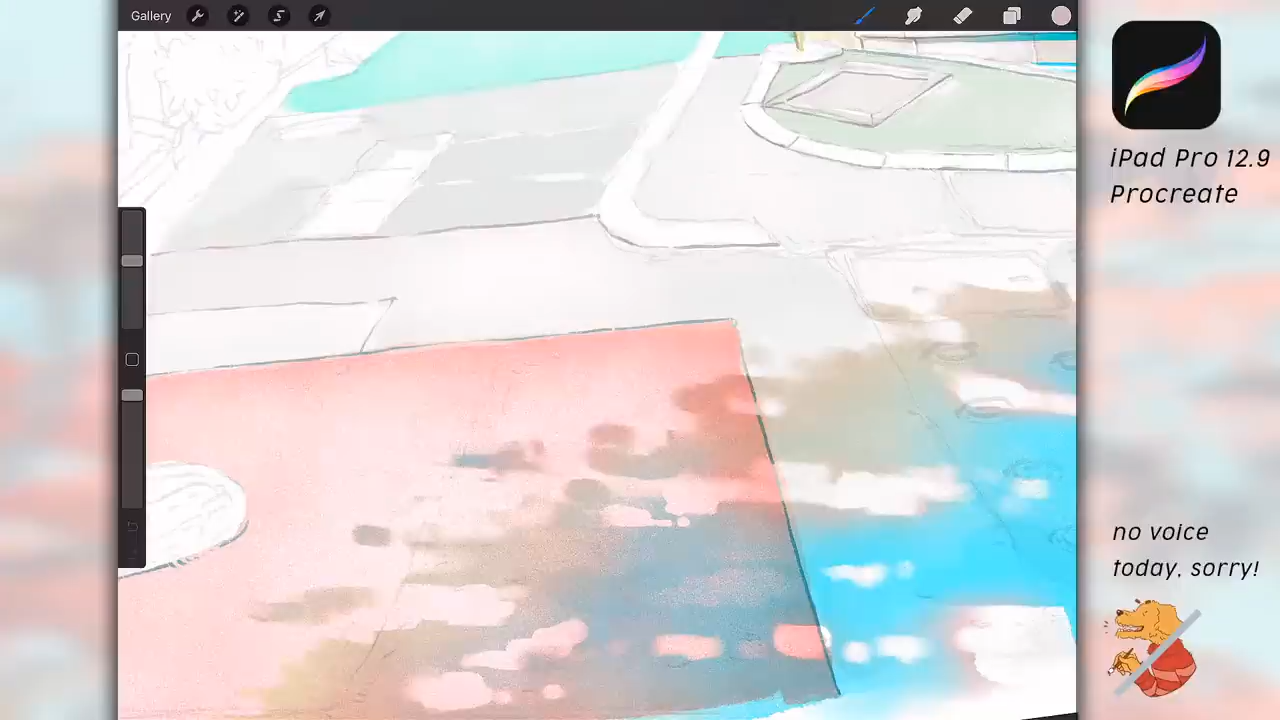 Gallery
iPad Pro 12.9
Procreate
no voice
today, sorry!